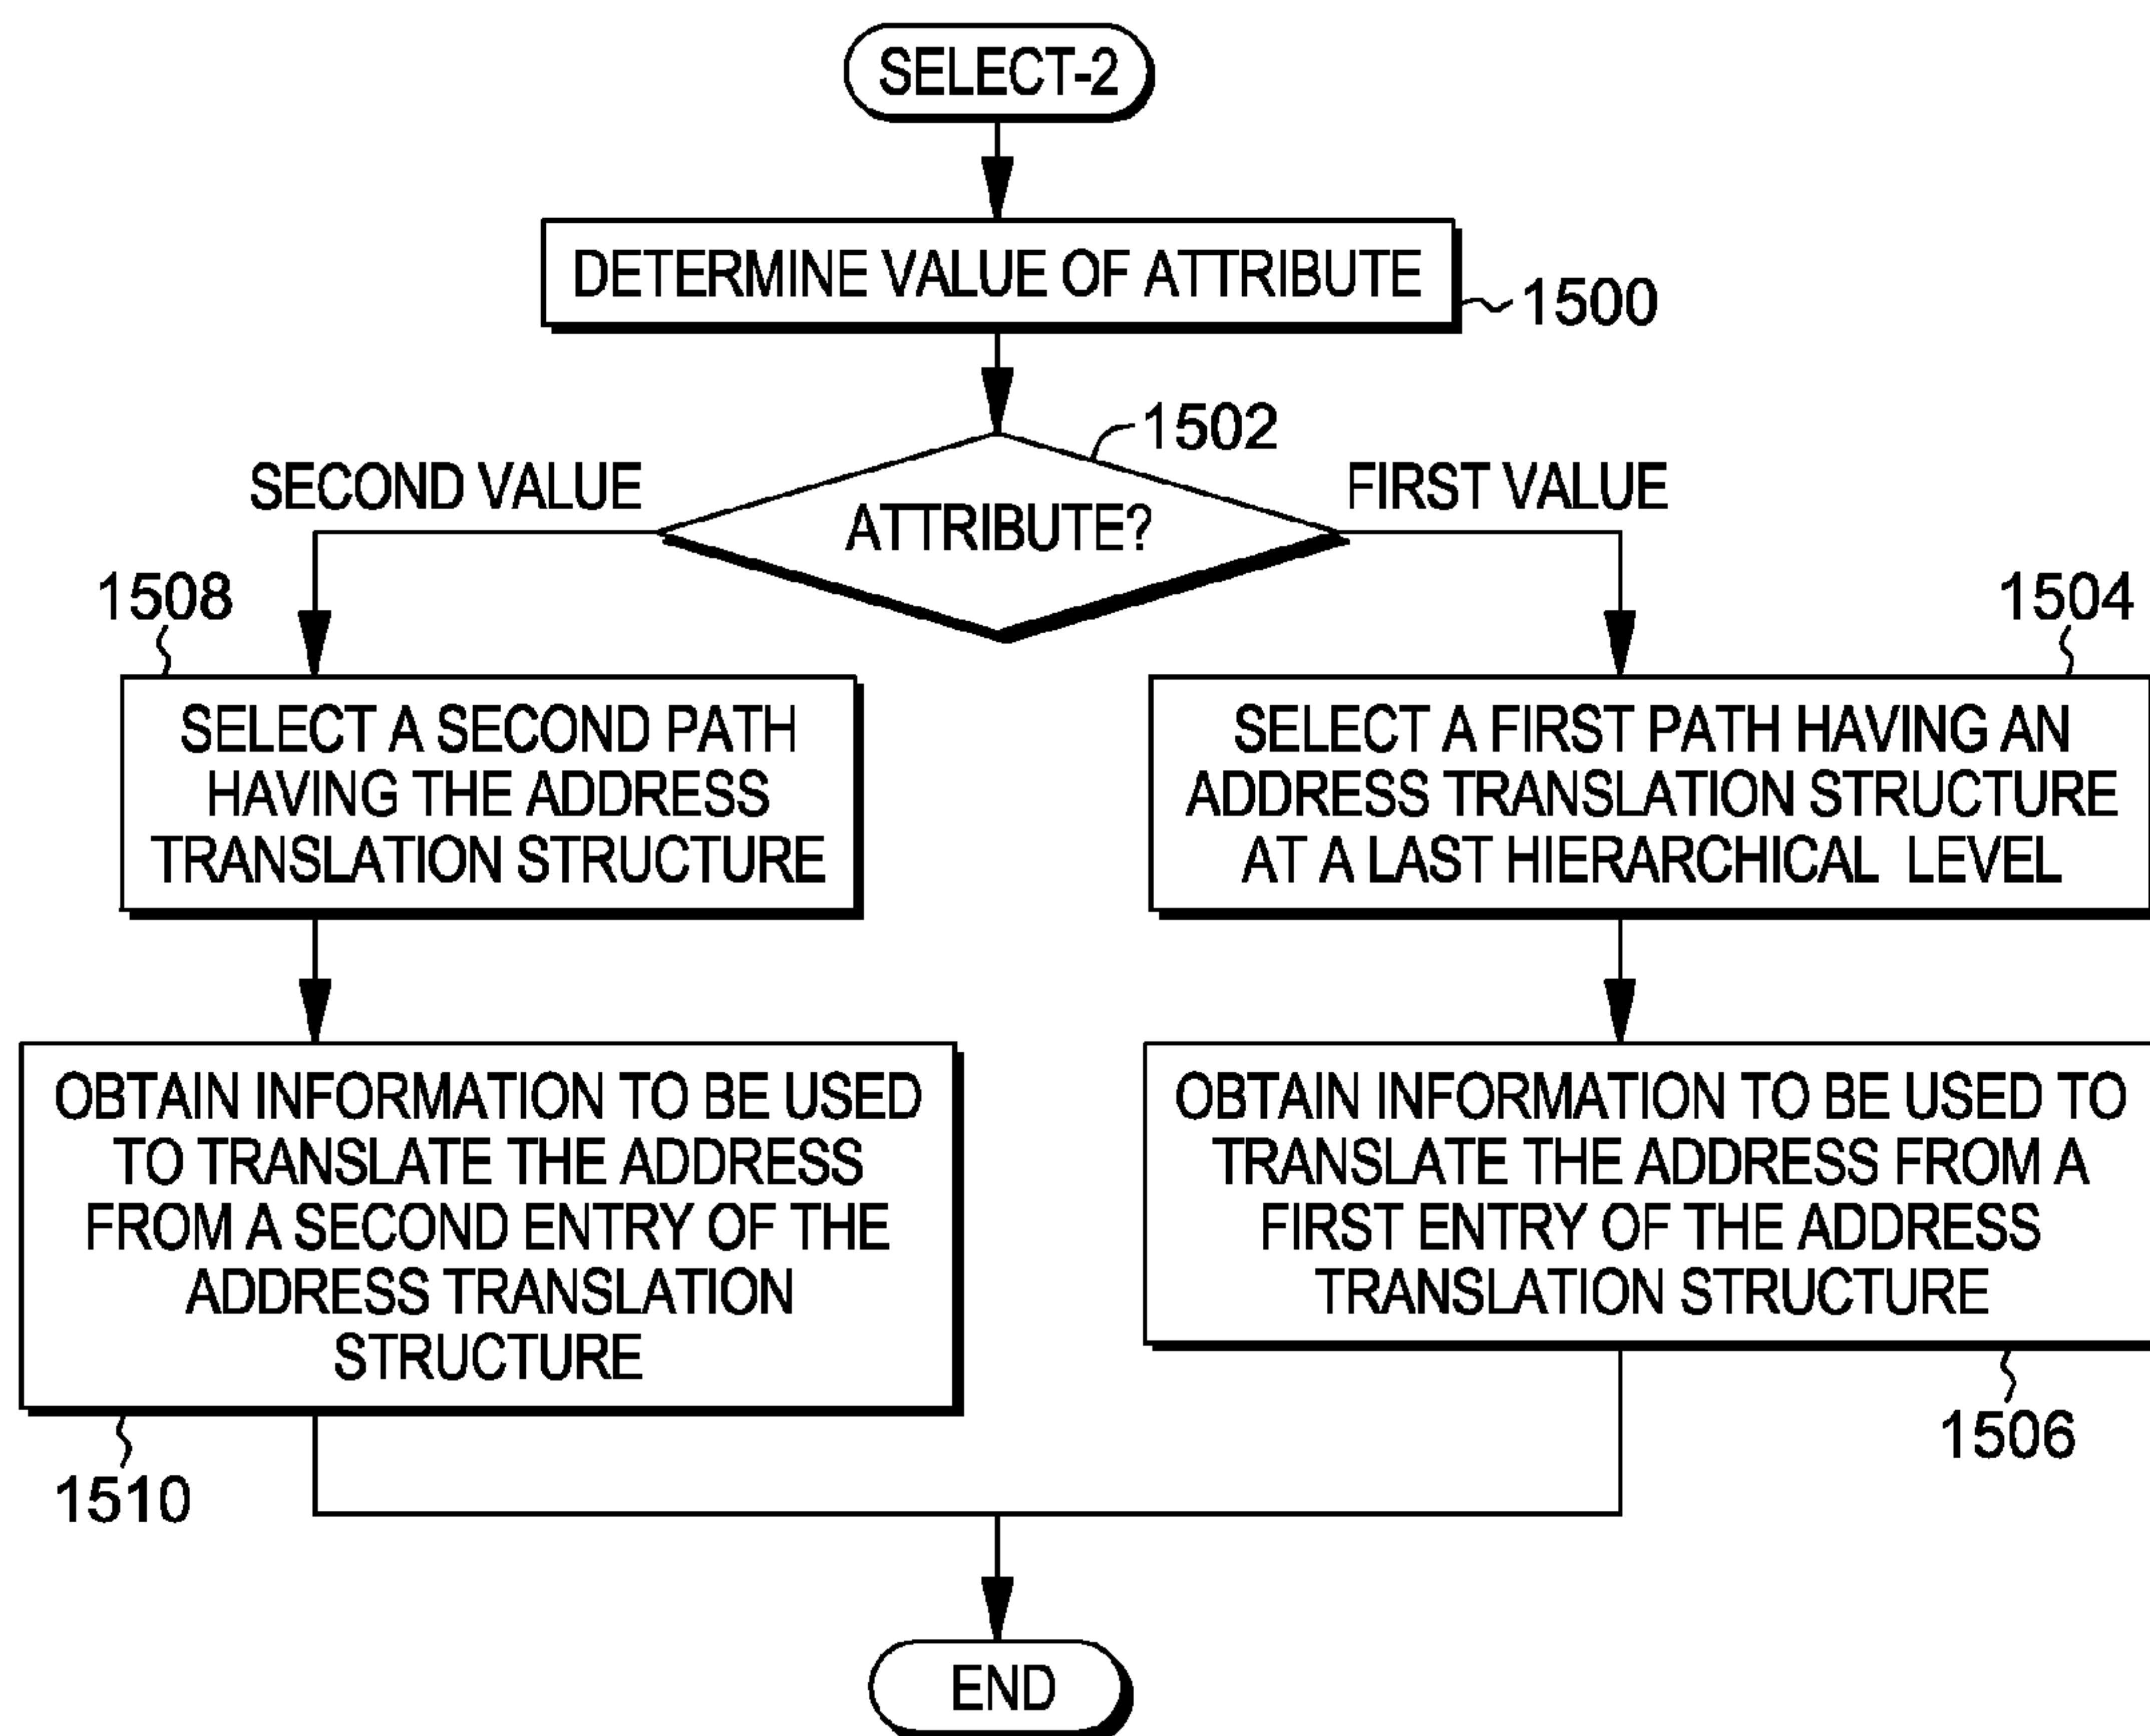 SELECT-2
DETERMINE VALUE OF ATTRIBUTE
1500
1502
SECOND VALUE
ATTRIBUTE?
FIRST VALUE
1508
SELECT A SECOND PATH
HAVING THE ADDRESS
TRANSLATION STRUCTURE
1504
SELECT A FIRST PATH HAVING AN
ADDRESS TRANSLATION STRUCTURE
AT A LAST HIERARCHICAL LEVEL
OBTAIN INFORMATION TO BE USED
TO TRANSLATE THE ADDRESS
FROM A SECOND ENTRY OF THE
ADDRESS TRANSLATION
STRUCTURE
1510
OBTAIN INFORMATION TO BE USED TO
TRANSLATE THE ADDRESS FROM A
FIRST ENTRY OF THE ADDRESS
TRANSLATION STRUCTURE
1506
END